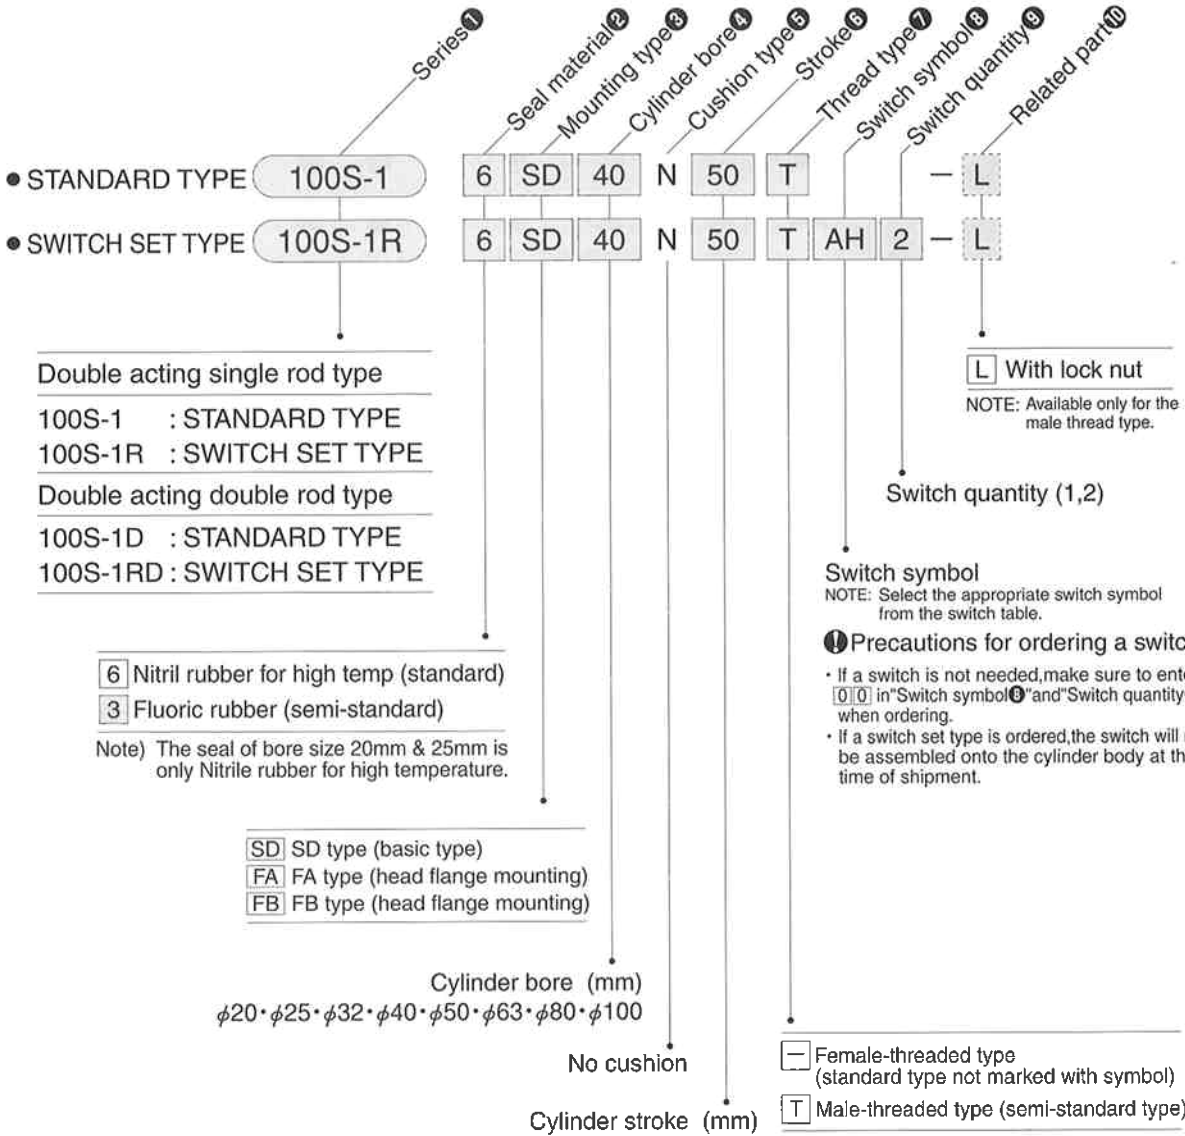 Series❶
Seal material❷
Mounting type❸
Cylinder bore❹
Cushion type❺
Stroke❻
Thread type❼
Switch symbol❽
Switch quantity❾
Related part❿
● STANDARD TYPE 100S-1 6 SD 40 N 50 T – L
● SWITCH SET TYPE 100S-1R 6 SD 40 N 50 T AH 2 – L
Double acting single rod type
100S-1 : STANDARD TYPE
100S-1R : SWITCH SET TYPE
Double acting double rod type
100S-1D : STANDARD TYPE
100S-1RD : SWITCH SET TYPE
L With lock nut
NOTE: Available only for the
male thread type.
Switch quantity (1,2)
Switch symbol
NOTE: Select the appropriate switch symbol
from the switch table.
Precautions for ordering a switc
・If a switch is not needed,make sure to ente
0 0 in"Switch symbol❽"and"Switch quantity
when ordering.
・If a switch set type is ordered,the switch will
be assembled onto the cylinder body at th
time of shipment.
6 Nitril rubber for high temp (standard)
3 Fluoric rubber (semi-standard)
Note) The seal of bore size 20mm & 25mm is
only Nitrile rubber for high temperature.
SD SD type (basic type)
FA FA type (head flange mounting)
FB FB type (head flange mounting)
Cylinder bore (mm)
φ20・φ25・φ32・φ40・φ50・φ63・φ80・φ100
No cushion
Cylinder stroke (mm)
– Female-threaded type
(standard type not marked with symbol)
T Male-threaded type (semi-standard type)